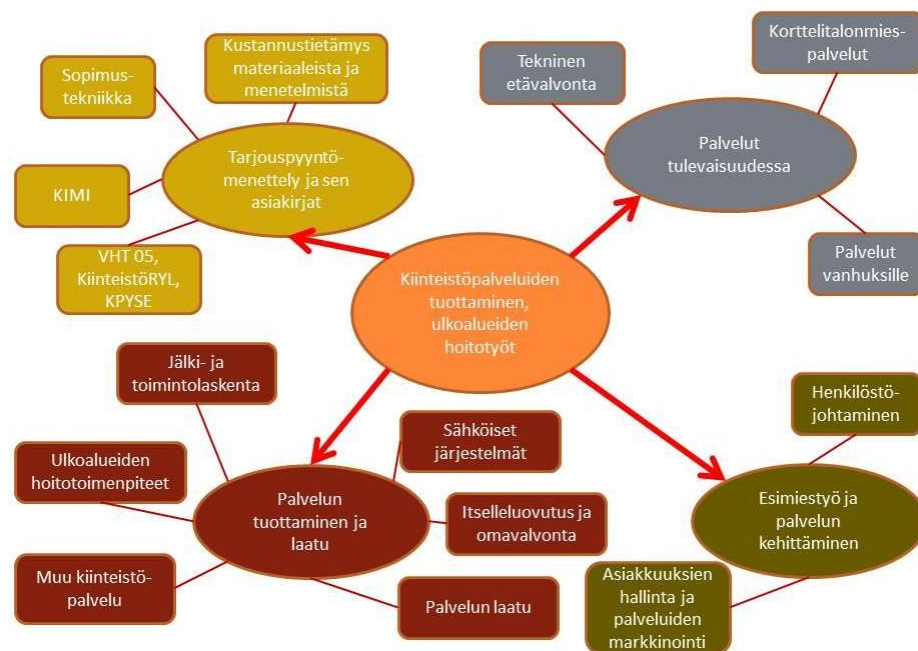 Kustannustietämys
materiaaleista ja
menetelmistä
Sopimus-
tekniikka
KIMI
VHT 05,
KiinteistöRYL,
KPYSE
Tarjouspyyntö-
menettely ja sen
asiakirjat
Korttelitalonmies-
palvelut
Tekninen
etävalvonta
Palvelut
tulevaisuudessa
Palvelut
vanhuksille
Kiinteistöpalveluiden
tuottaminen,
ulkoalueiden
hoitotyöt
Jälki- ja
toimintolaskenta
Ulkoalueiden
hoitotoimenpiteet
Muu kiinteistö-
palvelu
Palvelun
tuottaminen ja
laatu
Sähköiset
järjestelmät
Itselleluovutus ja
omavalvonta
Palvelun laatu
Henkilöstö-
johtaminen
Esimiestyö ja
palvelun
kehittäminen
Asiakkuuksien
hallinta ja
palveluiden
markkinointi